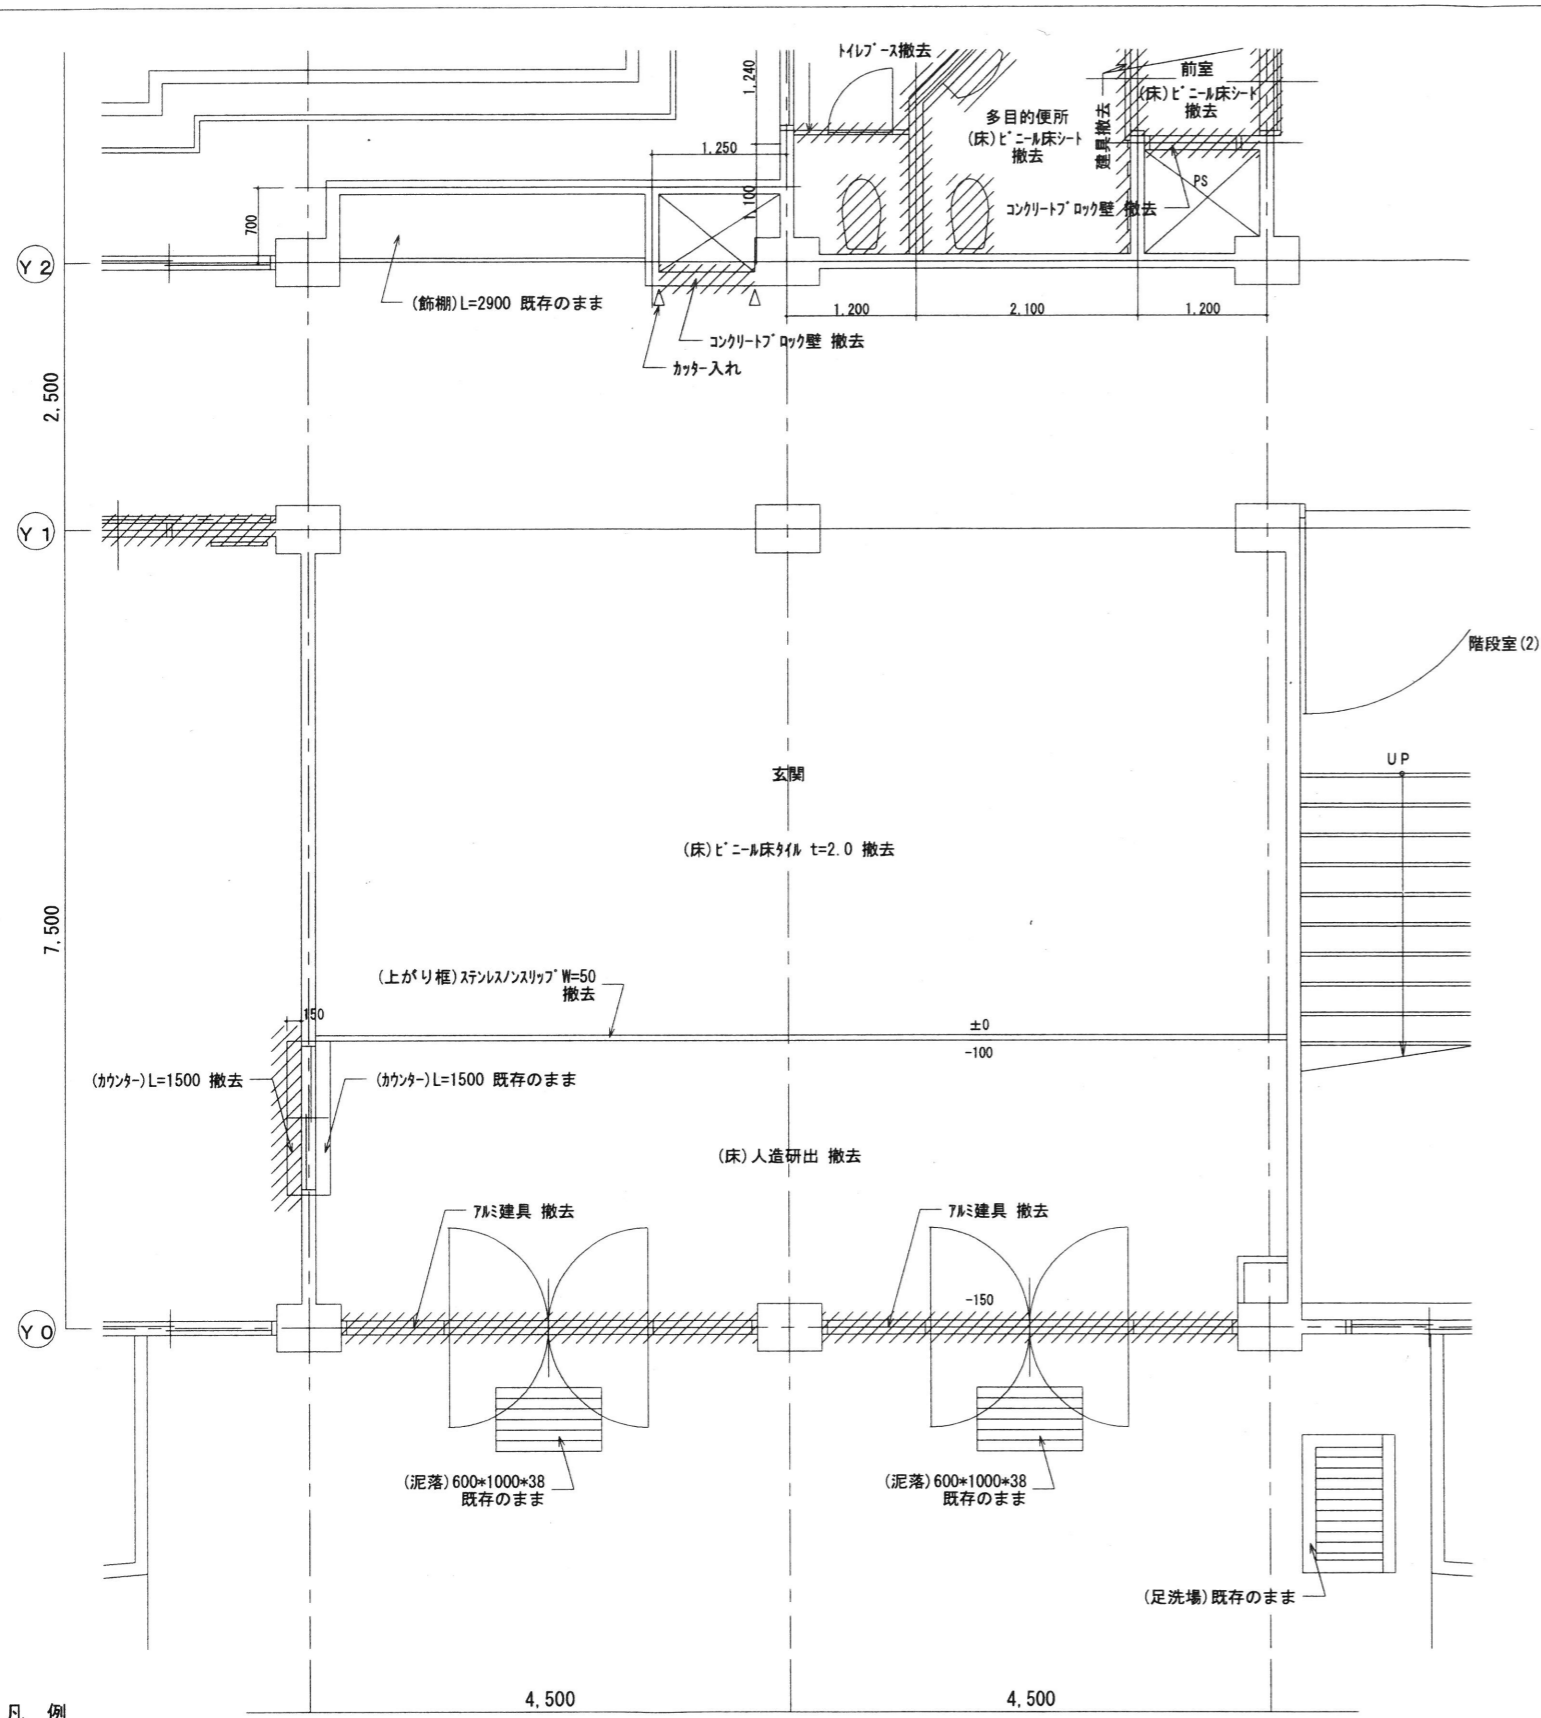 トイレブース撤去
1,240
前室
(床)ビニール床シート
撤去
多目的便所
(床)ビニール床シート
撤去
建具撤去
1,250
1,100
700
PS
コンクリートブロック壁 撤去
Y2
(飾棚)L=2900 既存のまま
1,200
2,100
1,200
コンクリートブロック壁 撤去
カッター入れ
2,500
Y1
階段室(2)
UP
玄関
(床)ビニール床タイル t=2.0 撤去
7,500
(上がり框)ステンレスノンスリップ W=50
撤去
150
±0
-100
(カウンター)L=1500 撤去
(カウンター)L=1500 既存のまま
(床)人造研出 撤去
アルミ建具 撤去
アルミ建具 撤去
-150
Y0
(泥落)600*1000*38
既存のまま
(泥落)600*1000*38
既存のまま
(足洗場)既存のまま
4,500
4,500
凡 例